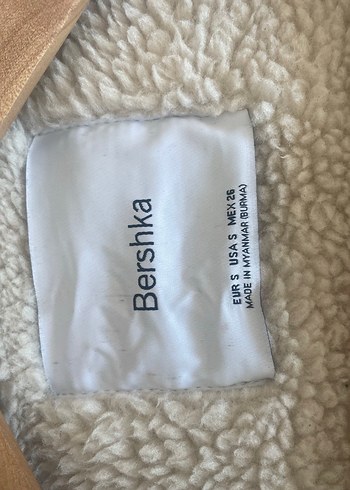 Bershka
EUR S USA S MEX 26
MADE IN MYANMAR (BURMA)